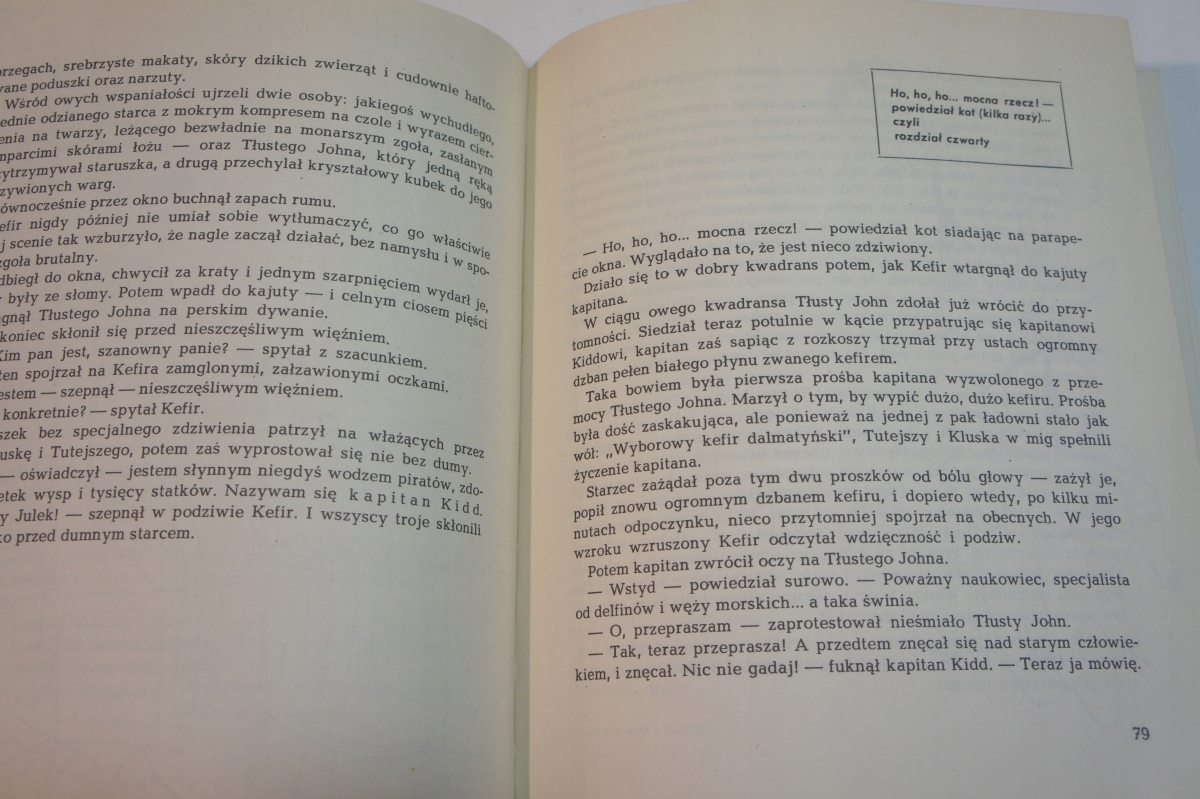 brzegach, srebrzyste makaty, skóry dzikich zwierząt i cudownie hafto-
wane poduszki oraz narzuty.
Wśród owych wspaniałości ujrzeli dwie osoby: jakiegoś wychudłego,
ednie odzianego starca z mokrym kompresem na czole i wyrazem cier-
enia na twarzy, leżącego bezwładnie na monarszym zgoła, zasłanym
mparcimi skórami łożu — oraz Tłustego Johna, który jedną ręką
ytrzymywał staruszka, a drugą przechylał kryształowy kubek do jego
zywionych warg.
ównocześnie przez okno buchnął zapach rumu.
efir nigdy później nie umiał sobie wytłumaczyć, co go właściwie
j scenie tak wzburzyło, że nagle zaczął działać, bez namysłu i w spo-
zgoła brutalny.
dbiegł do okna, chwycił za kraty i jednym szarpnięciem wydarł je,
były ze słomy. Potem wpadł do kajuty — i celnym ciosem pięści
gnął Tłustego Johna na perskim dywanie.
koniec skłonił się przed nieszczęśliwym więźniem.
Kim pan jest, szanowny panie? — spytał z szacunkiem.
ten spojrzał na Kefira zamglonymi, załzawionymi oczkami.
estem — szepnął — nieszczęśliwym więźniem.
konkretnie? — spytał Kefir.
szek bez specjalnego zdziwienia patrzył na włażących przez
uskę i Tutejszego, potem zaś wyprostował się nie bez dumy.
— oświadczył — jestem słynnym niegdyś wodzem piratów, zdo-
etek wysp i tysięcy statków. Nazywam się kapitan Kidd.
y Julek! — szepnął w podziwie Kefir. I wszyscy troje skłonili
ko przed dumnym starcem.
Ho, ho, ho... mocna rzecz! —
powiedział kot (kilka razy)...
czyli
rozdział czwarty
— Ho, ho, ho... mocna rzecz! — powiedział kot siadając na parape-
cie okna. Wyglądało na to, że jest nieco zdziwiony.
Działo się to w dobry kwadrans potem, jak Kefir wtargnął do kajuty
kapitana.
W ciągu owego kwadransa Tłusty John zdołał już wrócić do przy-
tomności. Siedział teraz potulnie w kącie przypatrując się kapitanowi
Kiddowi, kapitan zaś sapiąc z rozkoszy trzymał przy ustach ogromny
dzban pełen białego płynu zwanego kefirem.
Taka bowiem była pierwsza prośba kapitana wyzwolonego z prze-
mocy Tłustego Johna. Marzył o tym, by wypić dużo, dużo kefiru. Prośba
była dość zaskakująca, ale ponieważ na jednej z pak ładowni stało jak
wół: „Wyborowy kefir dalmatyński”, Tutejszy i Kluska w mig spełnili
życzenie kapitana.
Starzec zażądał poza tym dwu proszków od bólu głowy — zażył je,
popił znowu ogromnym dzbanem kefiru, i dopiero wtedy, po kilku mi-
nutach odpoczynku, nieco przytomniej spojrzał na obecnych. W jego
wzroku wzruszony Kefir odczytał wdzięczność i podziw.
Potem kapitan zwrócił oczy na Tłustego Johna.
— Wstyd — powiedział surowo. — Poważny naukowiec, specjalista
od delfinów i węży morskich... a taka świnia.
— O, przepraszam — zaprotestował nieśmiało Tłusty John.
— Tak, teraz przeprasza! A przedtem znęcał się nad starym człowie-
kiem, i znęcał. Nic nie gadaj! — fuknął kapitan Kidd. — Teraz ja mówię.
79